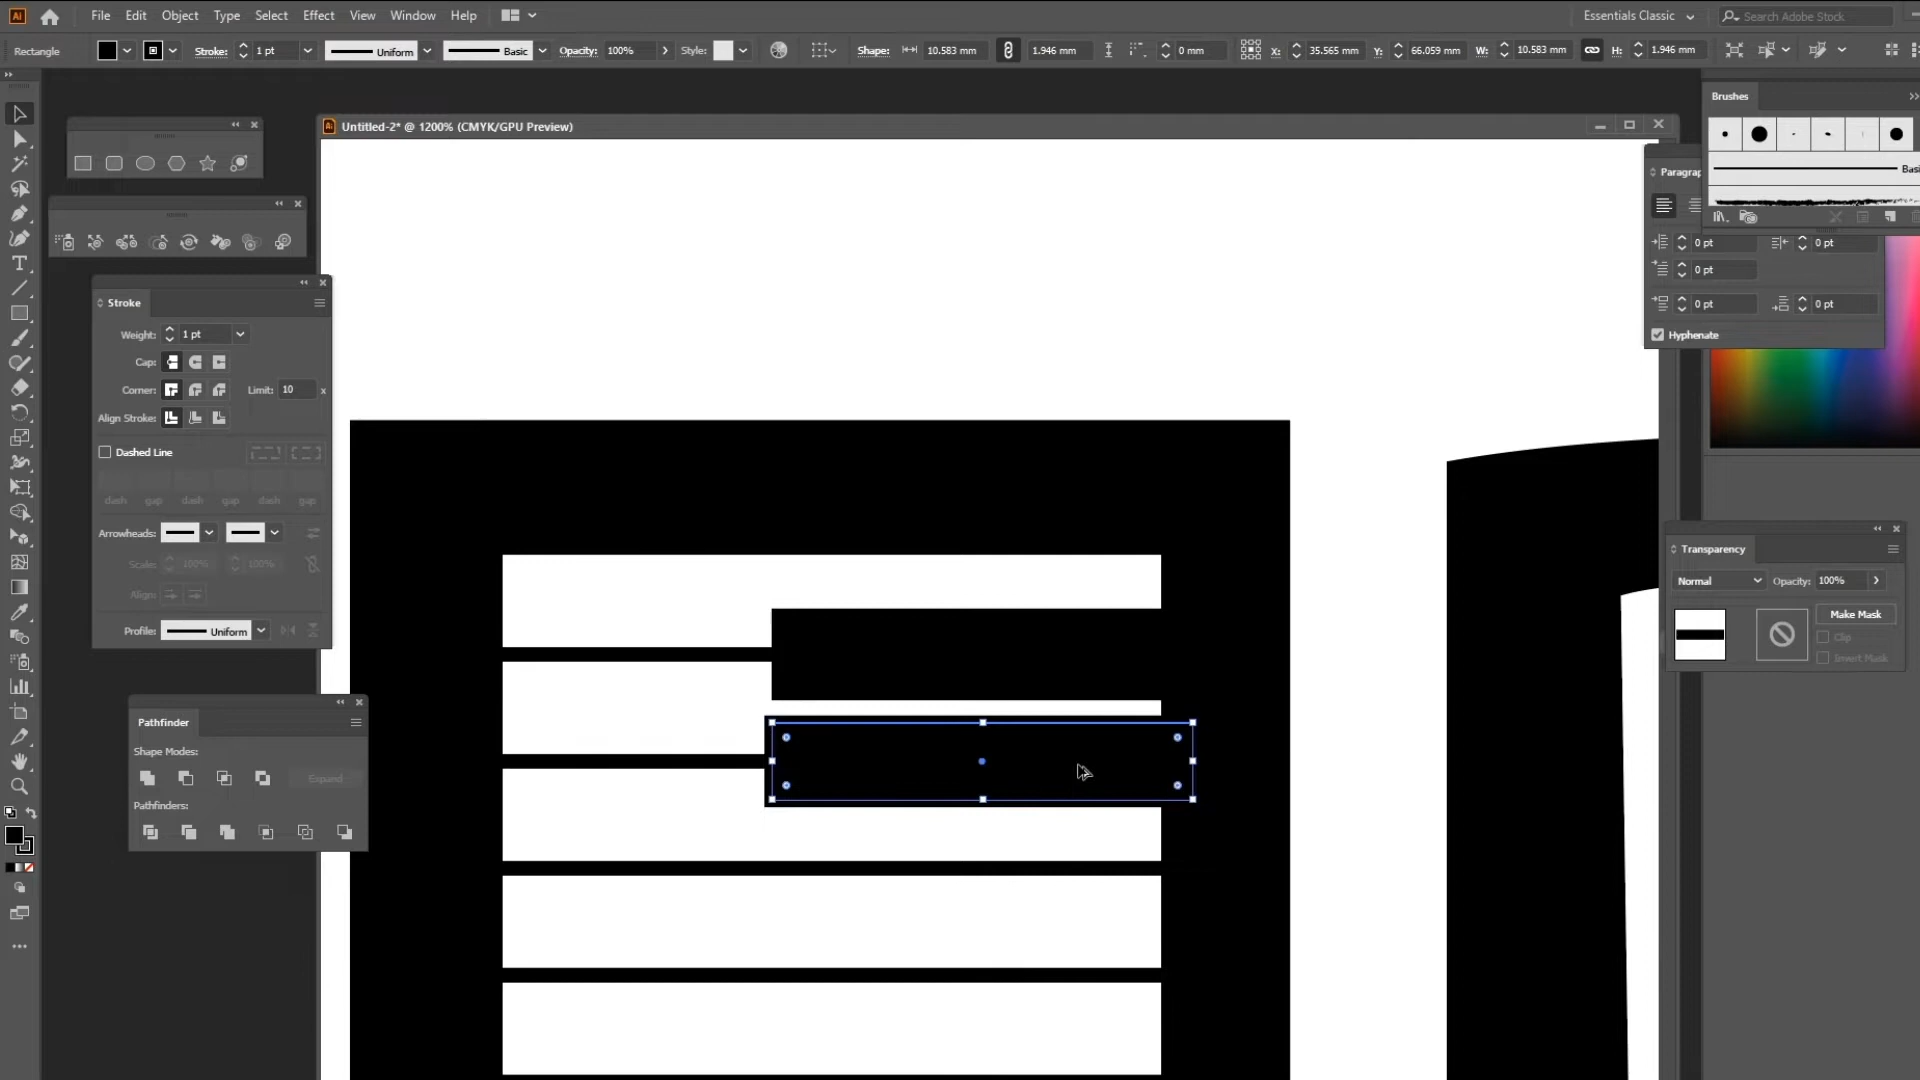 Ai File Edit Object Type Select Effect View Window Help Essentials Classic Search Adobe Stock
Rectangle Stroke: 1 pt Uniform Basic Opacity: 100% Style: Shape: 10.583 mm 1.946 mm 0 mm X: 35.565 mm Y: 66.059 mm W: 10.583 mm H: 1.946 mm
Untitled-2* @ 1200% (CMYK/GPU Preview)
Stroke
Weight: 1 pt
Cap:
Corner: Limit: 10 x
Align Stroke:
Dashed Line
dash gap dash gap dash gap
Arrowheads:
Scale: 100% 100%
Align:
Profile: Uniform
Pathfinder
Shape Modes:
Expand
Pathfinders:
Brushes
Basi
Paragrap
0 pt 0 pt
0 pt
0 pt 0 pt
Hyphenate
Transparency
Normal Opacity: 100%
Make Mask
Clip
Invert Mask